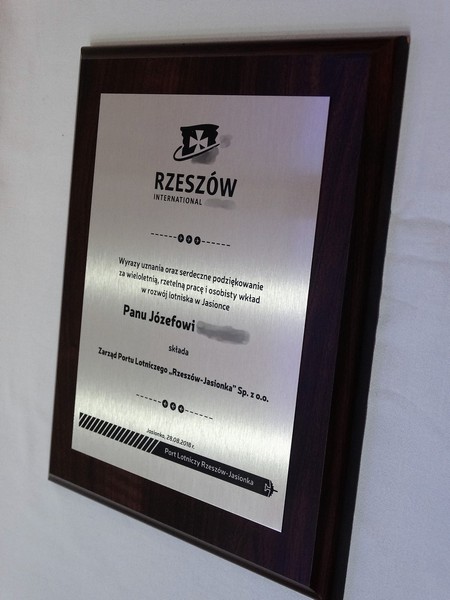 RZESZÓW
INTERNATIONAL
Wyrazy uznania oraz serdeczne podziękowanie
za wieloletnią, rzetelną pracę i osobisty wkład
w rozwój lotniska w Jasionce
Panu Józefowi
składa
Zarząd Portu Lotniczego „Rzeszów-Jasionka” Sp. z o.o.
Jasionka, 29.08.2018 r.
Port Lotniczy Rzeszów-Jasionka